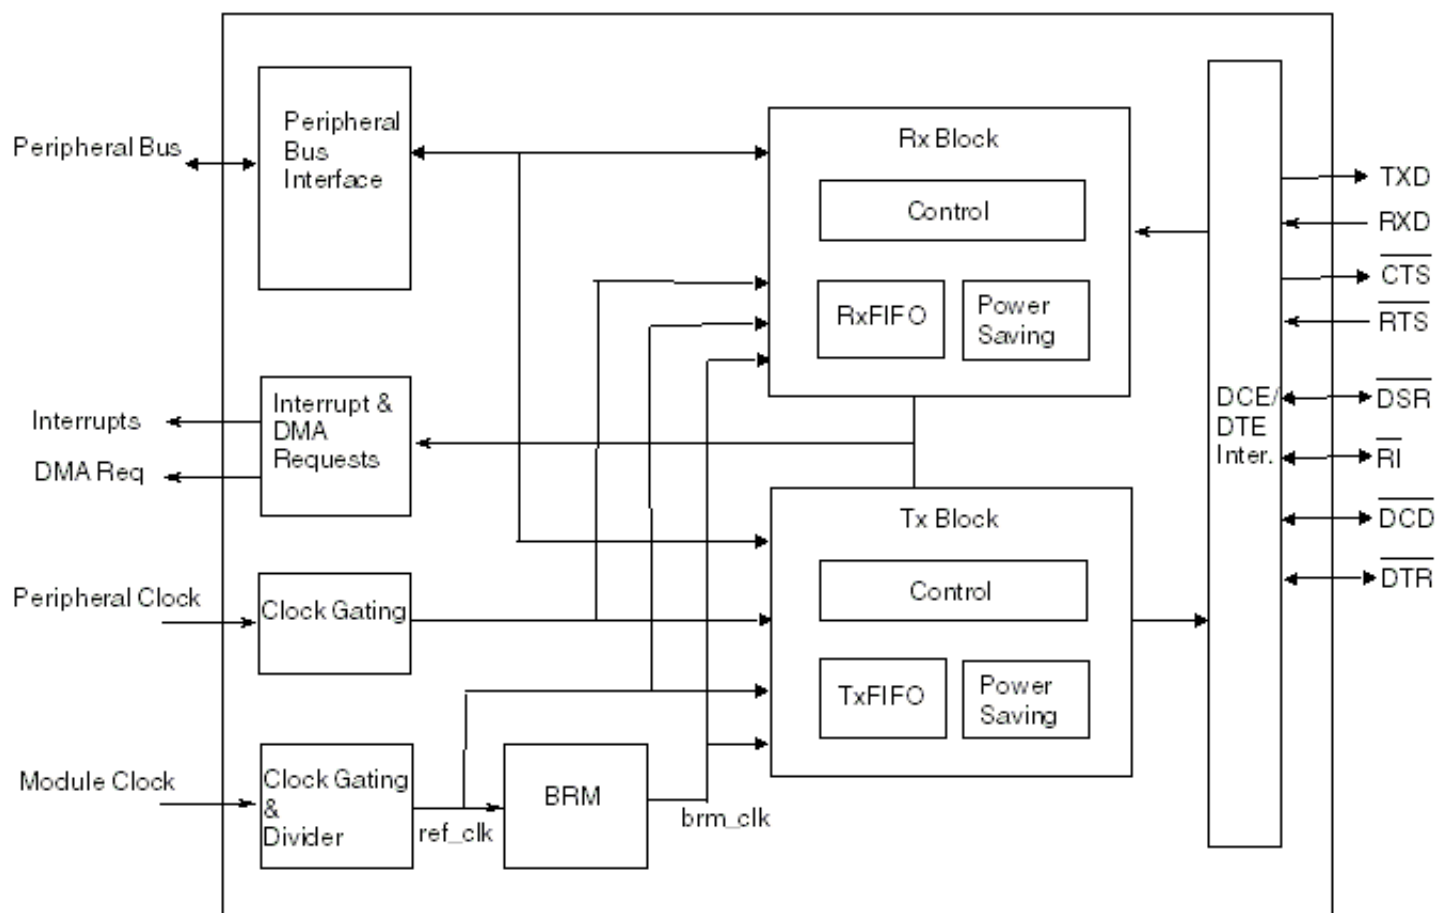 Peripheral Bus
Peripheral
Bus
Interface
Rx Block
Control
RxFIFO
Power
Saving
Interrupts
DMA Req
Interrupt &
DMA
Requests
Tx Block
Control
TxFIFO
Power
Saving
Peripheral Clock
Clock Gating
Module Clock
Clock Gating
&
Divider
ref_clk
BRM
brm_clk
DCE/
DTE
Inter.
TXD
RXD
CTS
RTS
DSR
RI
DCD
DTR